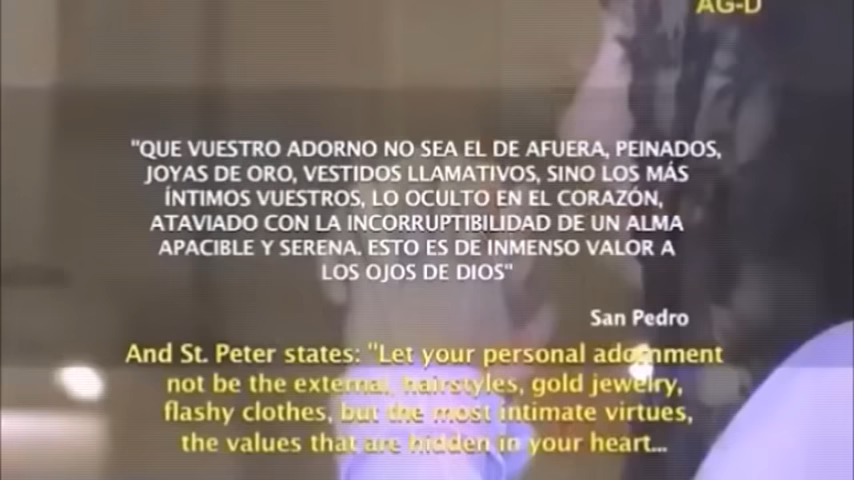 AG-D
"QUE VUESTRO ADORNO NO SEA EL DE AFUERA, PEINADOS,
JOYAS DE ORO, VESTIDOS LLAMATIVOS, SINO LOS MÁS
ÍNTIMOS VUESTROS, LO OCULTO EN EL CORAZÓN,
ATAVIADO CON LA INCORRUPTIBILIDAD DE UN ALMA
APACIBLE Y SERENA. ESTO ES DE INMENSO VALOR A
LOS OJOS DE DIOS"
San Pedro
And St. Peter states: "Let your personal adornment
not be the external, hairstyles, gold jewelry,
flashy clothes, but the most intimate virtues,
the values that are hidden in your heart...